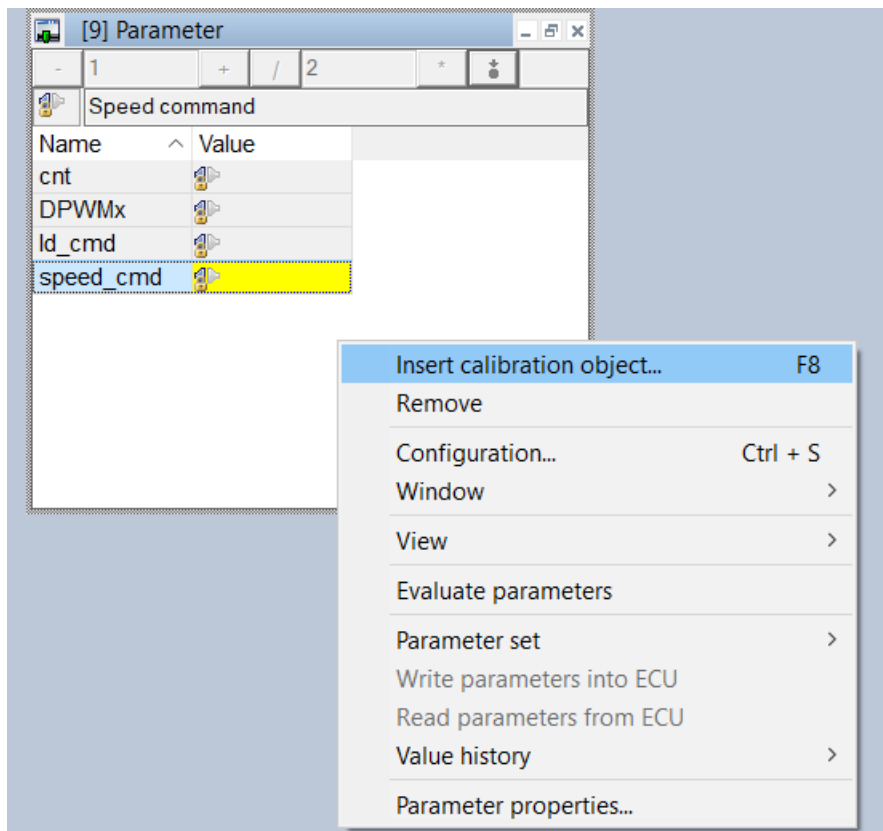 [9] Parameter
- 1 + / 2 *
Speed command
Name Value
cnt
DPWMx
Id_cmd
speed_cmd
Insert calibration object... F8
Remove
Configuration... Ctrl + S
Window
View
Evaluate parameters
Parameter set
Write parameters into ECU
Read parameters from ECU
Value history
Parameter properties...